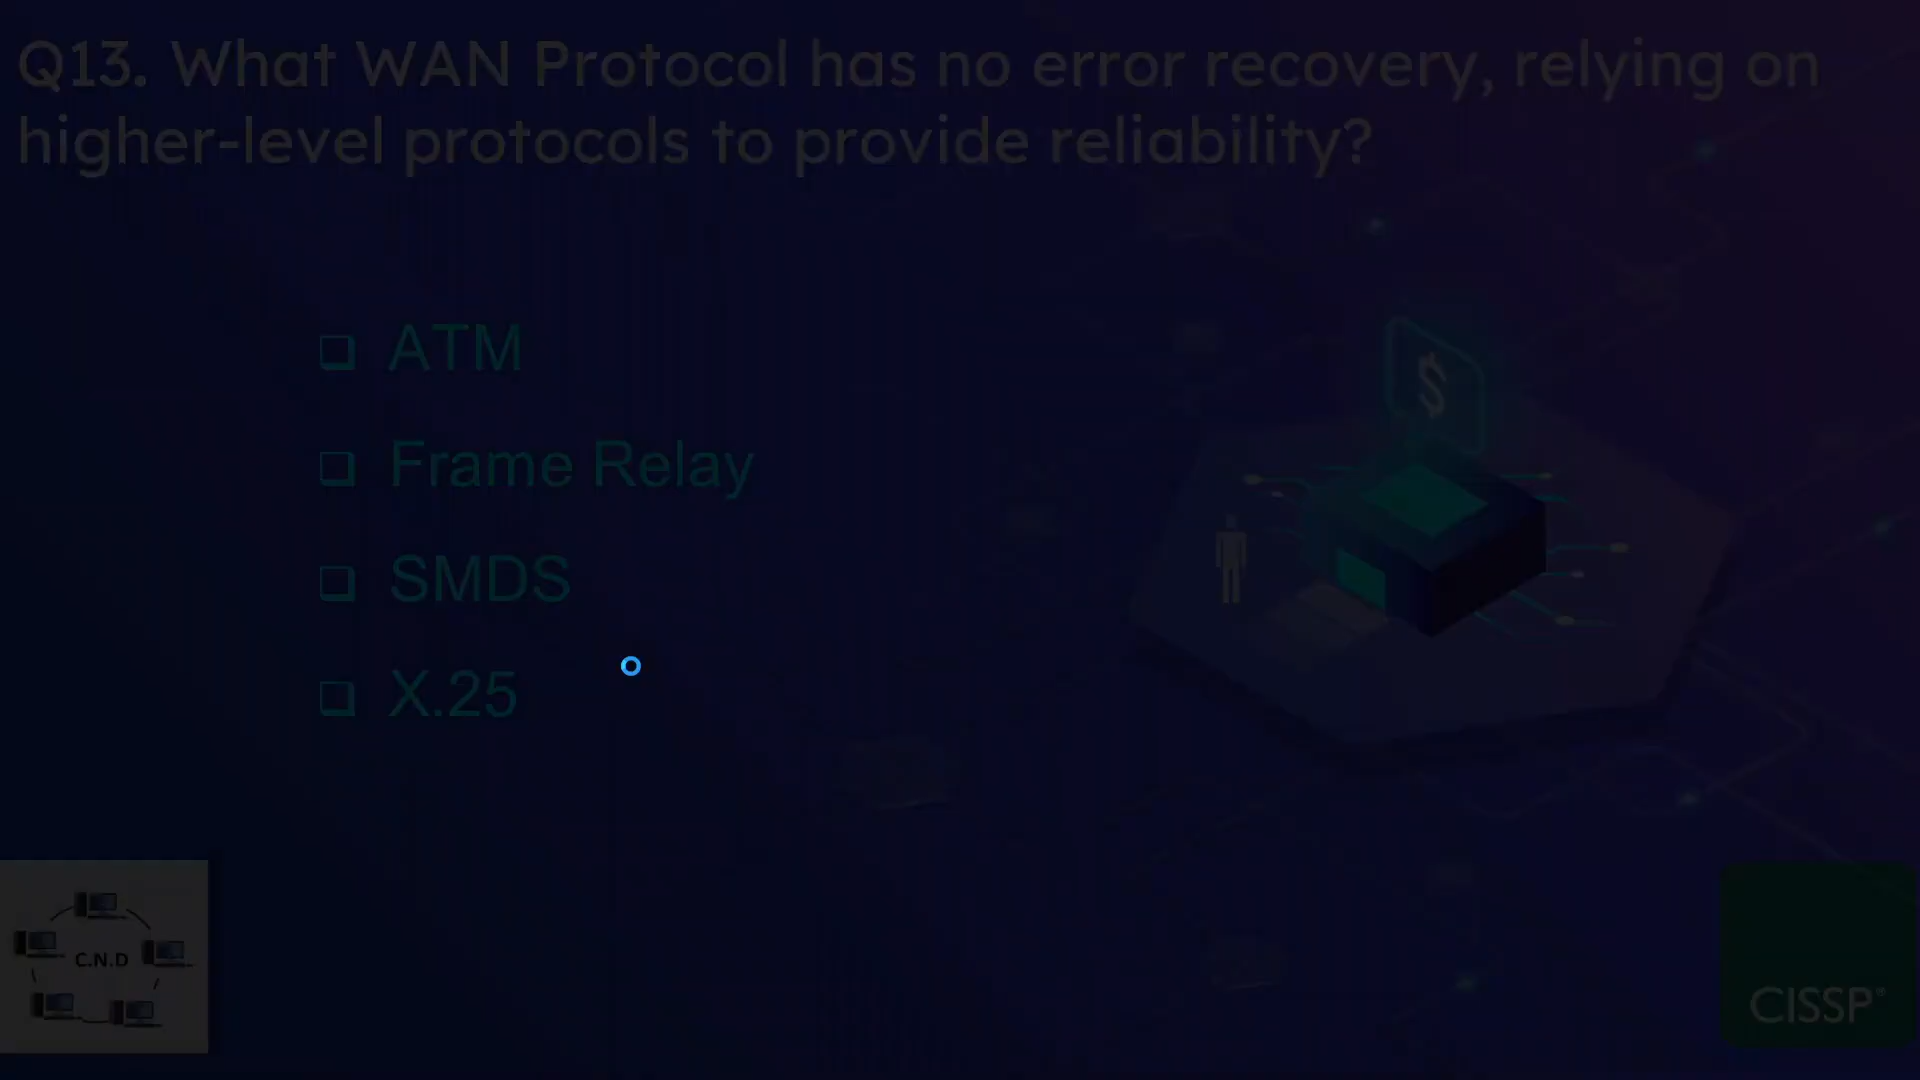 Q13. What WAN Protocol has no error recovery, relying on
higher-level protocols to provide reliability?
ATM
Frame Relay
SMDS
X.25
$
C.N.D
CISSP®